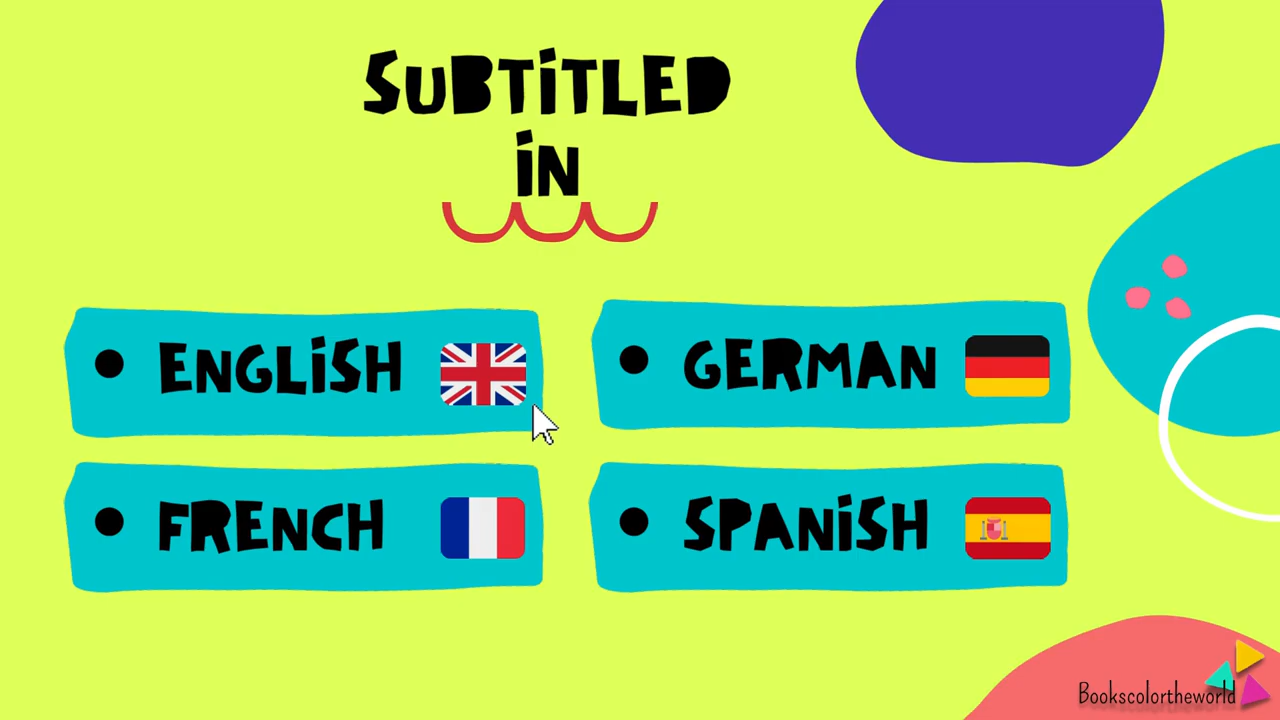 SUBTITLED
IN
ENGLISH
GERMAN
FRENCH
SPANISH
Bookscolortheworld